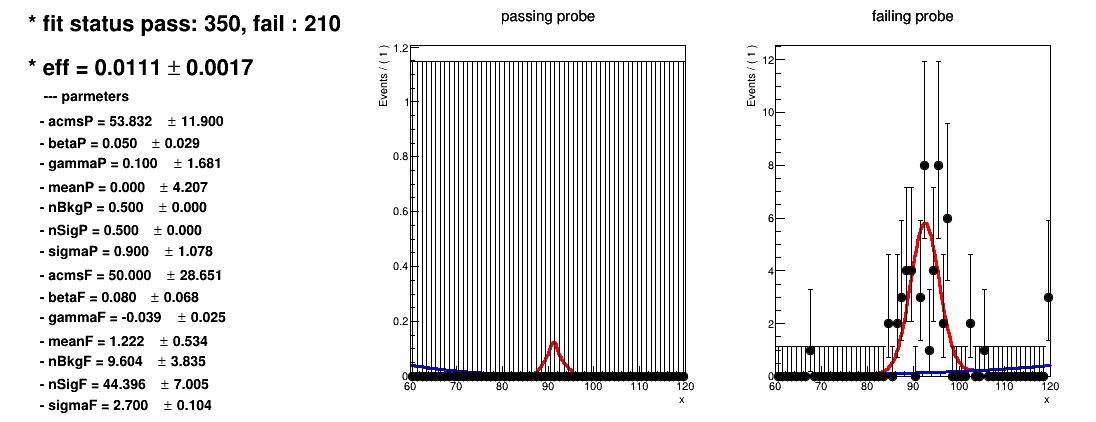 * fit status pass: 350, fail : 210
* eff = 0.0111 ± 0.0017
--- parmeters
- acmsP = 53.832 ± 11.900
- betaP = 0.050 ± 0.029
- gammaP = 0.100 ± 1.681
- meanP = 0.000 ± 4.207
- nBkgP = 0.500 ± 0.000
- nSigP = 0.500 ± 0.000
- sigmaP = 0.900 ± 1.078
- acmsF = 50.000 ± 28.651
- betaF = 0.080 ± 0.068
- gammaF = -0.039 ± 0.025
- meanF = 1.222 ± 0.534
- nBkgF = 9.604 ± 3.835
- nSigF = 44.396 ± 7.005
- sigmaF = 2.700 ± 0.104
passing probe
Events / ( 1 )
1.2
1
0.8
0.6
0.4
0.2
0
60 70 80 90 100 110 120
x
failing probe
Events / ( 1 )
12
10
8
6
4
2
0
60 70 80 90 100 110 120
x